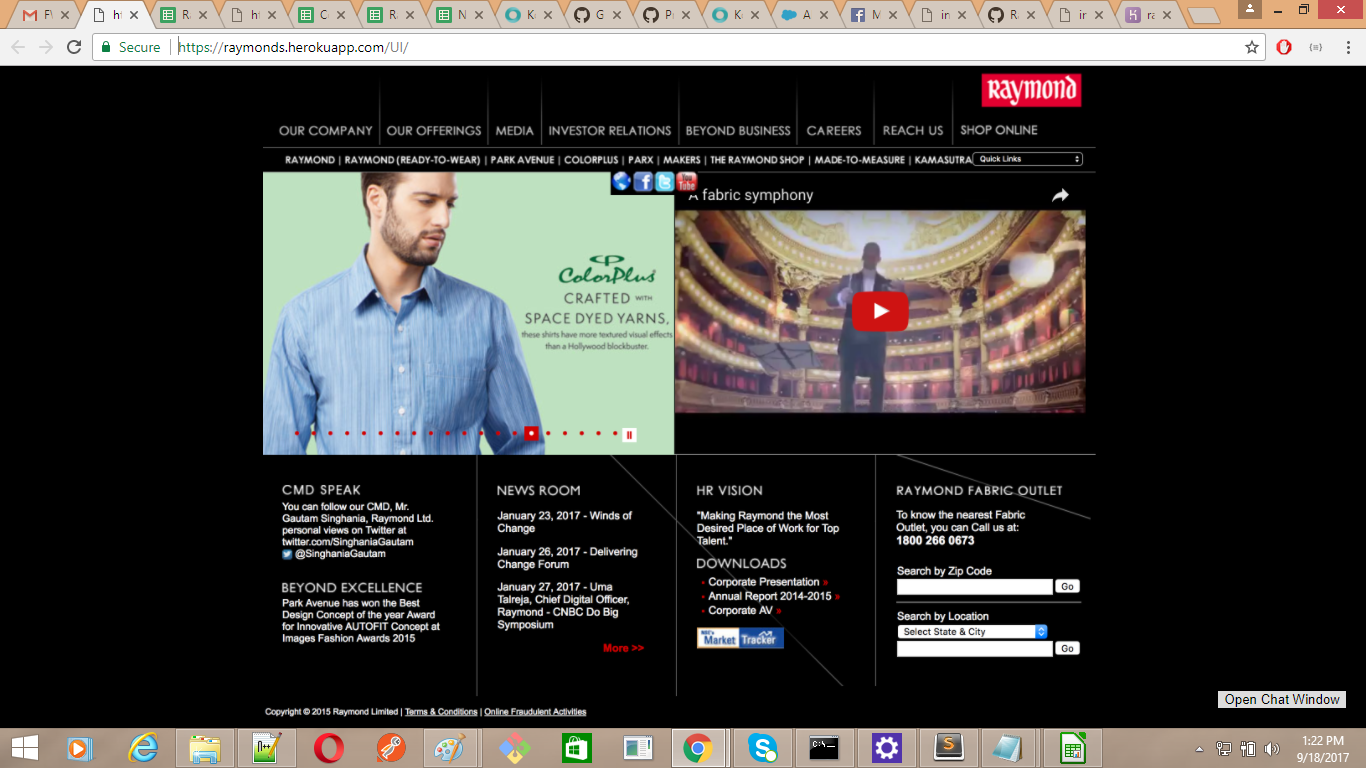 FW
ht
Ra
ht
Co
Ra
N
Ko
G
Pr
Ko
A
M
in
Ra
in
ra
Secure
https://raymonds.herokuapp.com/UI/
Raymond
OUR COMPANY
OUR OFFERINGS
MEDIA
INVESTOR RELATIONS
BEYOND BUSINESS
CAREERS
REACH US
SHOP ONLINE
RAYMOND | RAYMOND (READY-TO-WEAR) | PARK AVENUE | COLORPLUS | PARX | MAKERS | THE RAYMOND SHOP | MADE-TO-MEASURE | KAMASUTRA
Quick Links
You Tube
A fabric symphony
ColorPlus
CRAFTED WITH
SPACE DYED YARNS,
these shirts have more textured visual effects
than a Hollywood blockbuster.
CMD SPEAK
You can follow our CMD, Mr.
Gautam Singhania, Raymond Ltd.
personal views on Twitter at
twitter.com/SinghaniaGautam
@SinghaniaGautam
BEYOND EXCELLENCE
Park Avenue has won the Best
Design Concept of the year Award
for Innovative AUTOFIT Concept at
Images Fashion Awards 2015
NEWS ROOM
January 23, 2017 - Winds of
Change
January 26, 2017 - Delivering
Change Forum
January 27, 2017 - Uma
Talreja, Chief Digital Officer,
Raymond - CNBC Do Big
Symposium
More >>
HR VISION
"Making Raymond the Most
Desired Place of Work for Top
Talent."
DOWNLOADS
Corporate Presentation »
Annual Report 2014-2015 »
Corporate AV »
Market Tracker
RAYMOND FABRIC OUTLET
To know the nearest Fabric
Outlet, you can Call us at:
1800 266 0673
Search by Zip Code
Go
Search by Location
Select State & City
Go
Open Chat Window
Copyright © 2015 Raymond Limited | Terms & Conditions | Online Fraudulent Activities
1:22 PM
9/18/2017